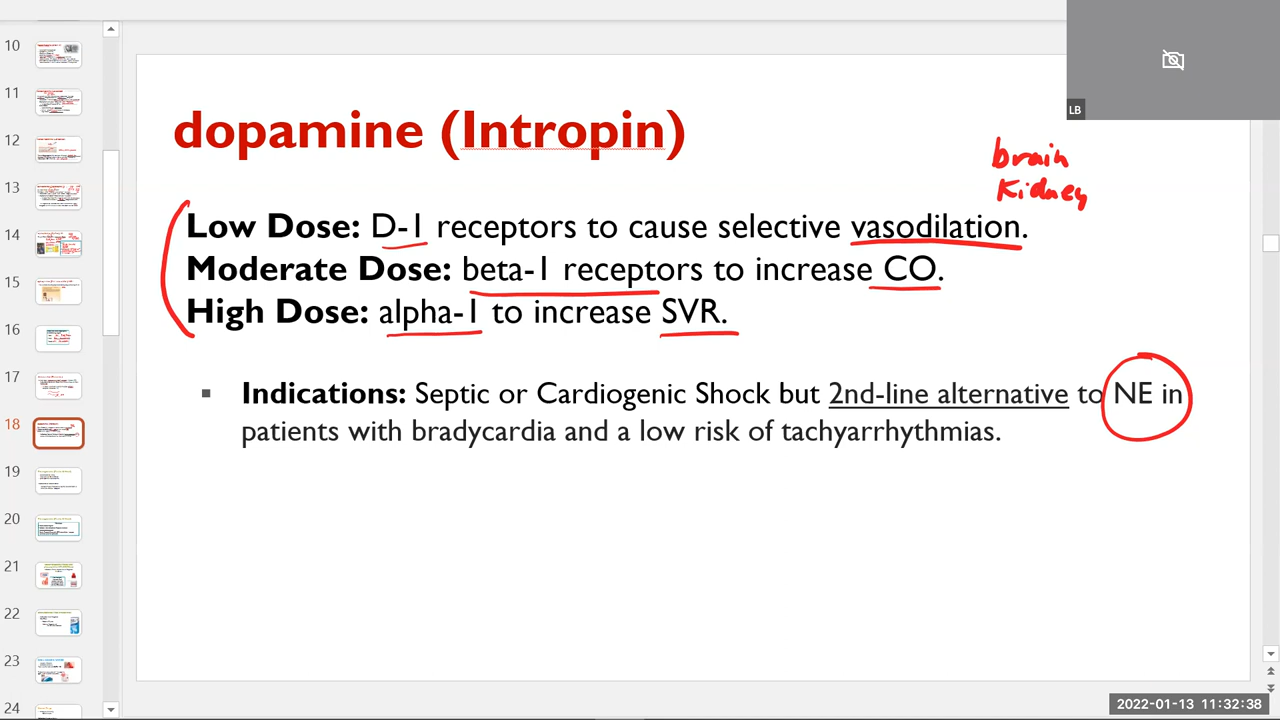 10
11
12
13
14
15
16
17
18
19
20
21
22
23
24
LB
dopamine (Intropin)
brain
Kidney
Low Dose: D-1 receptors to cause selective vasodilation.
Moderate Dose: beta-1 receptors to increase CO.
High Dose: alpha-1 to increase SVR.
▪ Indications: Septic or Cardiogenic Shock but 2nd-line alternative to NE in
patients with bradycardia and a low risk of tachyarrhythmias.
2022-01-13 11:32:38